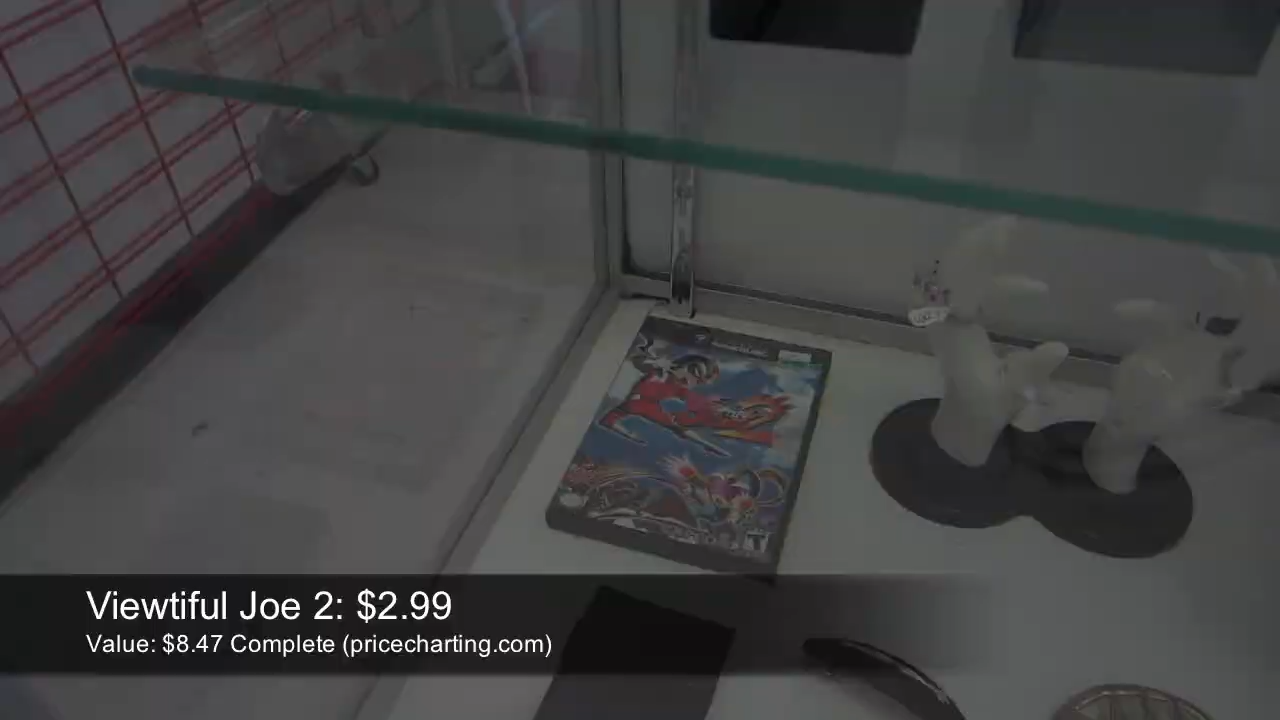 Viewtiful Joe 2: $2.99
Value: $8.47 Complete (pricecharting.com)
T